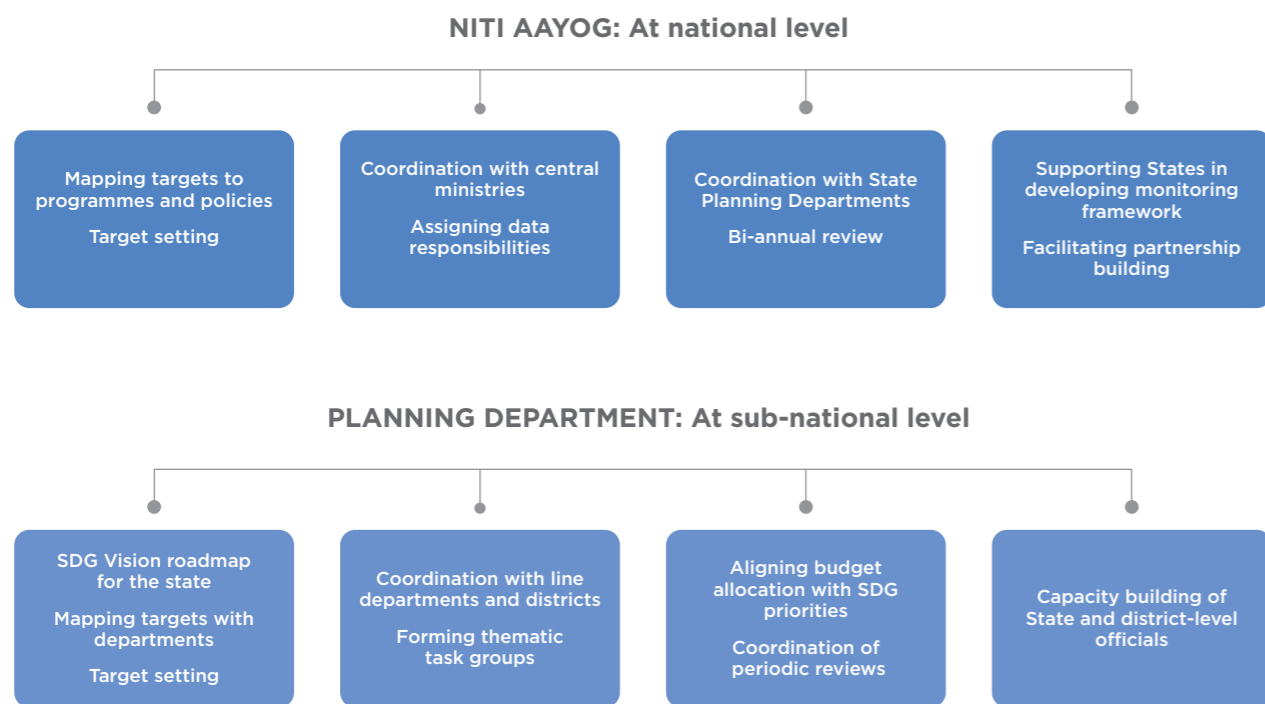 NITI AAYOG: At national level
Mapping targets to
programmes and policies
Target setting
Coordination with central
ministries
Assigning data
responsibilities
Coordination with State
Planning Departments
Bi-annual review
Supporting States in
developing monitoring
framework
Facilitating partnership
building
PLANNING DEPARTMENT: At sub-national level
SDG Vision roadmap
for the state
Mapping targets with
departments
Target setting
Coordination with line
departments and districts
Forming thematic
task groups
Aligning budget
allocation with SDG
priorities
Coordination of
periodic reviews
Capacity building of
State and district-level
officials